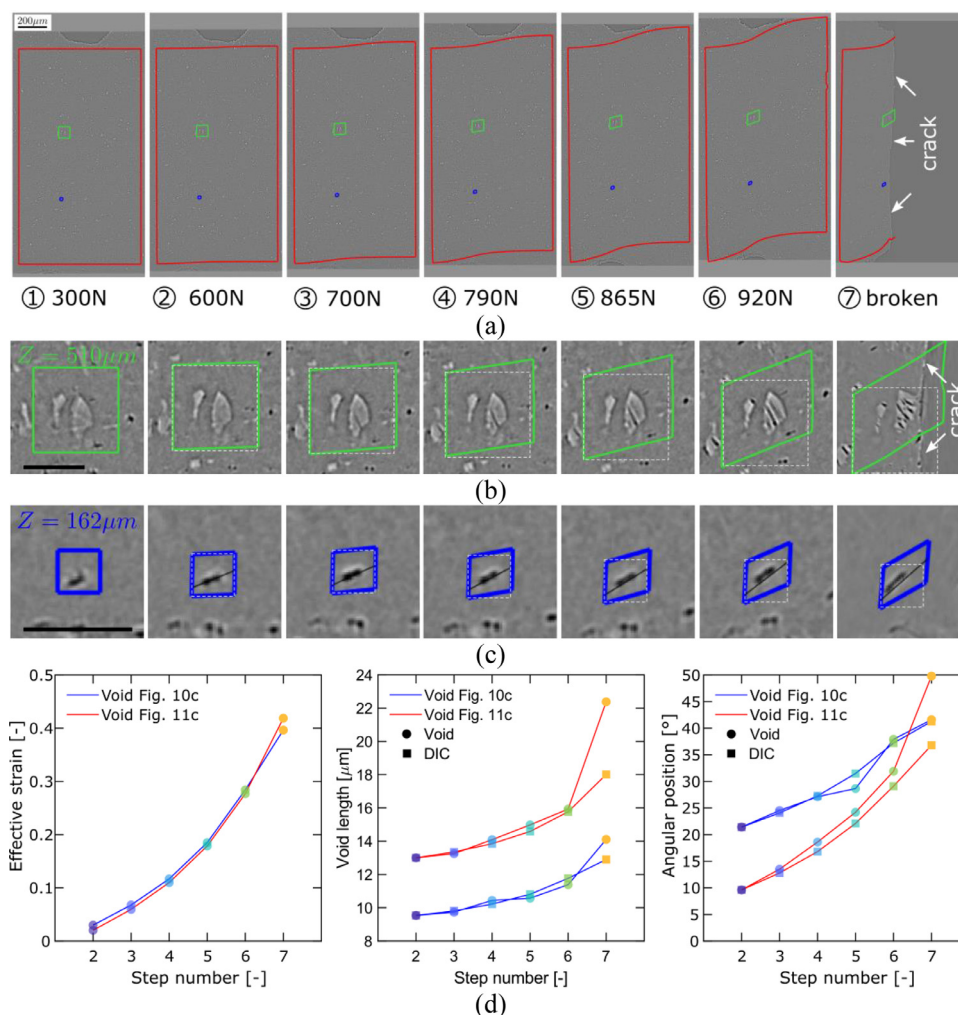 200μm
crack
① 300N ② 600N ③ 700N ④ 790N ⑤ 865N ⑥ 920N ⑦ broken
(a)
Z = 510μm
crack
(b)
Z = 162μm
(c)
Effective strain [-]
0.5
0.4
0.3
0.2
0.1
0
Void Fig. 10c
Void Fig. 11c
2 3 4 5 6 7
Step number [-]
Void length [μm]
24
22
20
18
16
14
12
10
8
Void Fig. 10c
Void Fig. 11c
Void
DIC
2 3 4 5 6 7
Step number [-]
Angular position [°]
50
45
40
35
30
25
20
15
10
5
0
Void Fig. 10c
Void Fig. 11c
Void
DIC
2 3 4 5 6 7
Step number [-]
(d)